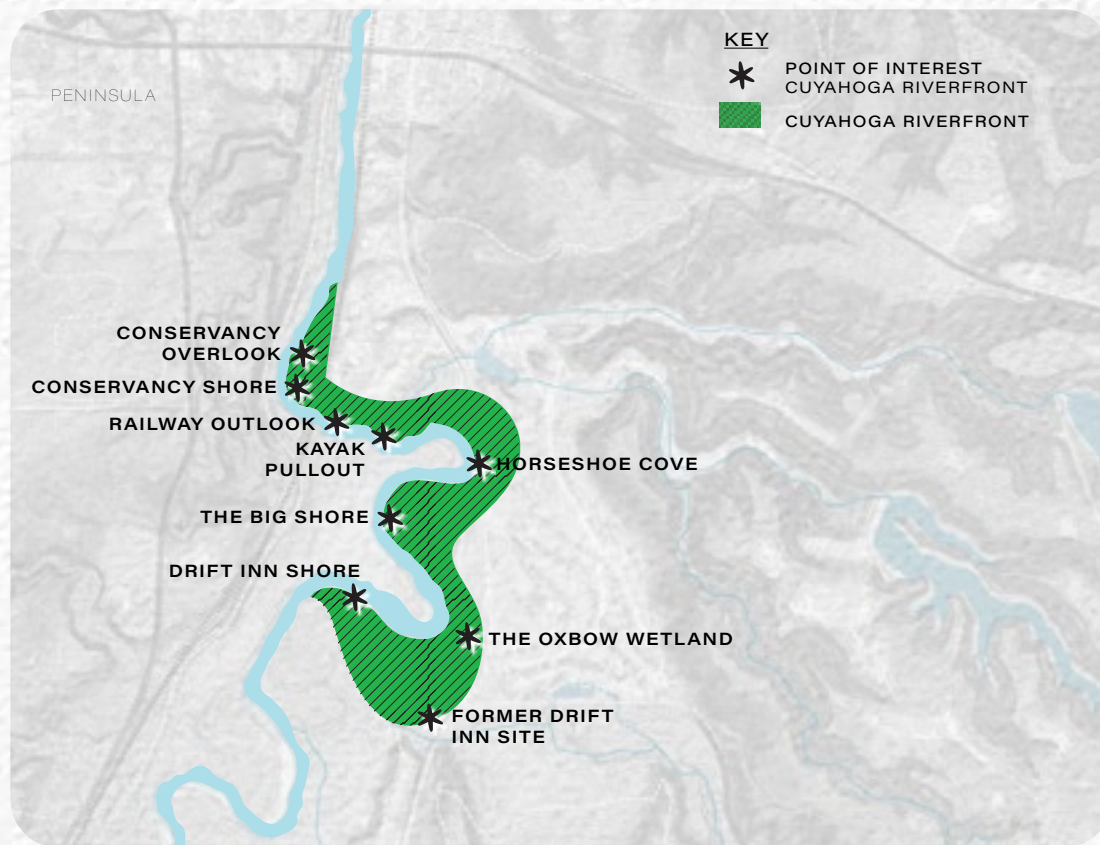 KEY
POINT OF INTEREST
CUYAHOGA RIVERFRONT
CUYAHOGA RIVERFRONT
PENINSULA
CONSERVANCY
OVERLOOK
CONSERVANCY SHORE
RAILWAY OUTLOOK
KAYAK
PULLOUT
HORSESHOE COVE
THE BIG SHORE
DRIFT INN SHORE
THE OXBOW WETLAND
FORMER DRIFT
INN SITE